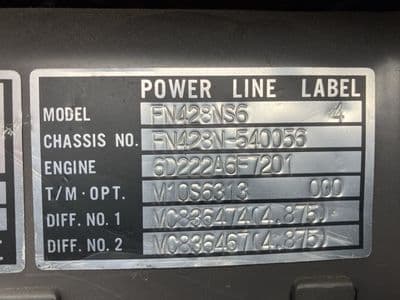 POWER LINE LABEL
MODEL FN428NS6 4
CHASSIS NO. FN428N-540056
ENGINE 6D222A6F7201
T/M·OPT. M10S6313 000
DIFF. NO. 1 MC836474(4.875)
DIFF. NO. 2 MC836467(4.875)